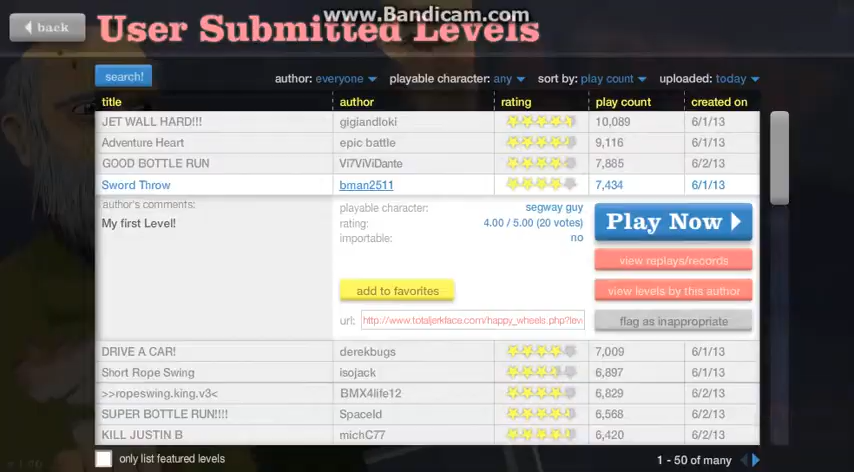 www.Bandicam.com
back
User Submitted Levels
search!
author: everyone playable character: any sort by: play count uploaded: today
title author rating play count created on
JET WALL HARD!!! gigiandloki 10,089 6/1/13
Adventure Heart epic battle 9,116 6/1/13
GOOD BOTTLE RUN Vi7ViViDante 7,885 6/2/13
Sword Throw bman2511 7,434 6/1/13
author's comments:
My first Level!
playable character: segway guy
rating: 4.00 / 5.00 (20 votes)
importable: no
Play Now
view replays/records
add to favorites
view levels by this author
url: http://www.totaljerkface.com/happy_wheels.php?lev
flag as inappropriate
DRIVE A CAR! derekbugs 7,009 6/1/13
Short Rope Swing isojack 6,897 6/1/13
>>ropeswing.king.v3< BMX4life12 6,829 6/2/13
SUPER BOTTLE RUN!!!! SpaceId 6,568 6/2/13
KILL JUSTIN B michC77 6,420 6/2/13
only list featured levels
1 - 50 of many